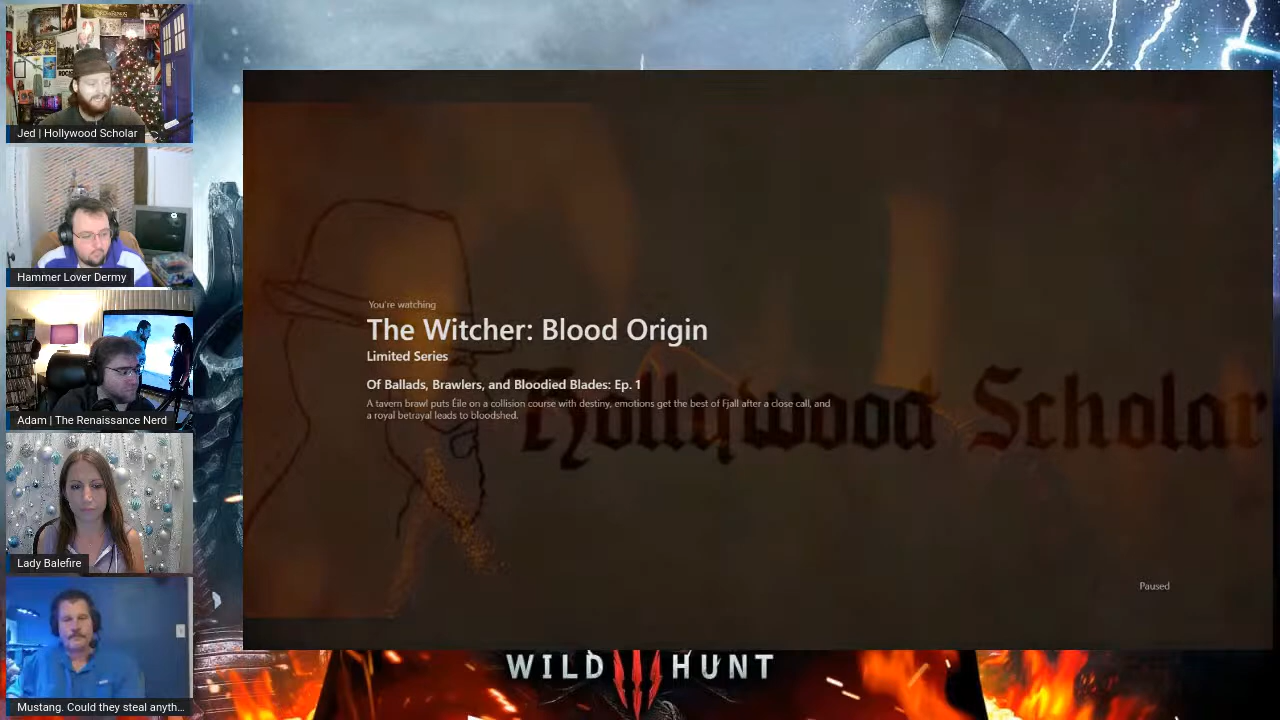 Jed | Hollywood Scholar
Hammer Lover Dermy
Adam | The Renaissance Nerd
Lady Balefire
Mustang. Could they steal anyth...
You're watching
The Witcher: Blood Origin
Limited Series
Of Ballads, Brawlers, and Bloodied Blades: Ep. 1
A tavern brawl puts Éile on a collision course with destiny, emotions get the best of Fjall after a close call, and
a royal betrayal leads to bloodshed.
Hollywood Scholar
Paused
WILD HUNT